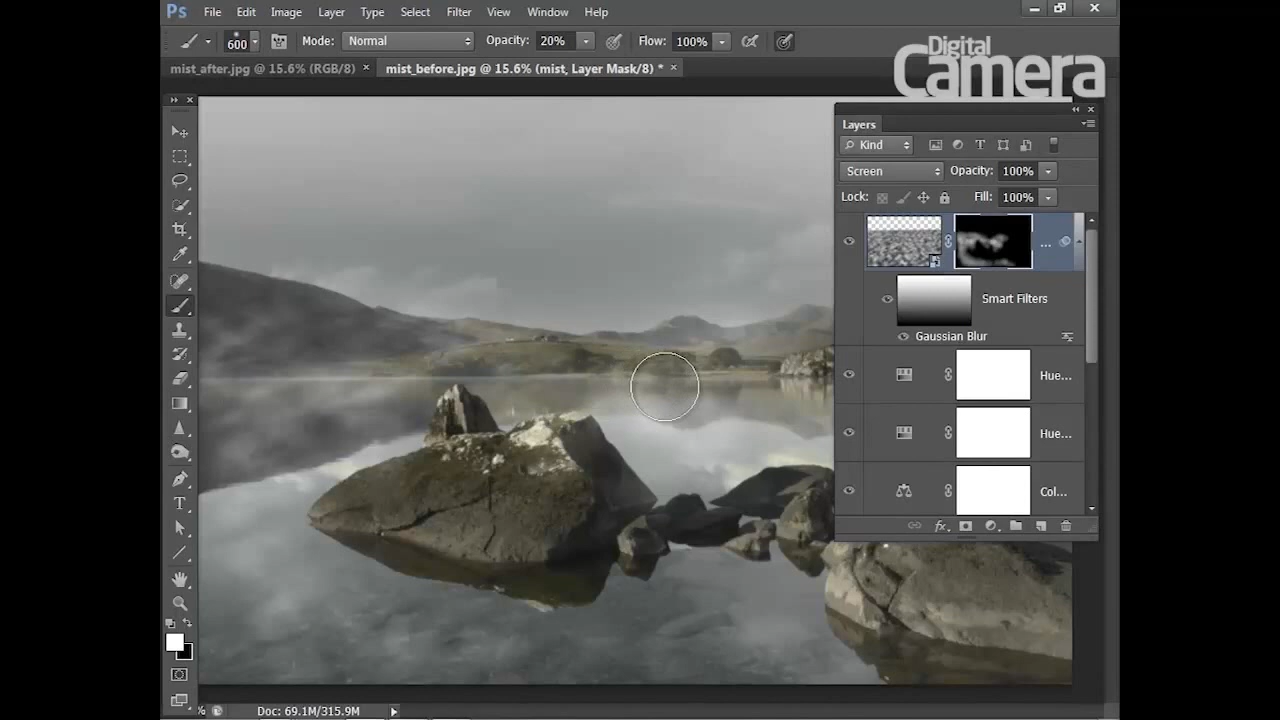 Ps File Edit Image Layer Type Select Filter View Window Help
600 Mode: Normal Opacity: 20% Flow: 100%
Digital
Camera
mist_after.jpg @ 15.6% (RGB/8) × mist_before.jpg @ 15.6% (mist, Layer Mask/8) * ×
Layers
Kind
Screen Opacity: 100%
Lock: Fill: 100%
...
Smart Filters
Gaussian Blur
Hue...
Hue...
Col...
% Doc: 69.1M/315.9M